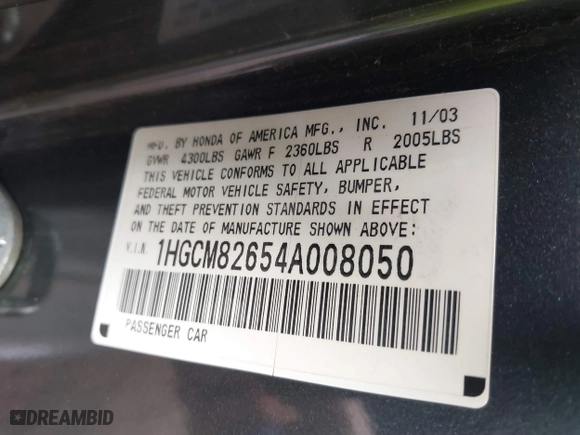 11/03
MFD. BY HONDA OF AMERICA MFG., INC.
GVWR 4300LBS GAWR F 2360LBS R 2005LBS
THIS VEHICLE CONFORMS TO ALL APPLICABLE
FEDERAL MOTOR VEHICLE SAFETY, BUMPER,
AND THEFT PREVENTION STANDARDS IN EFFECT
ON THE DATE OF MANUFACTURE SHOWN ABOVE:
V.I.N. 1HGCM82654A008050
PASSENGER CAR
DREAMBID